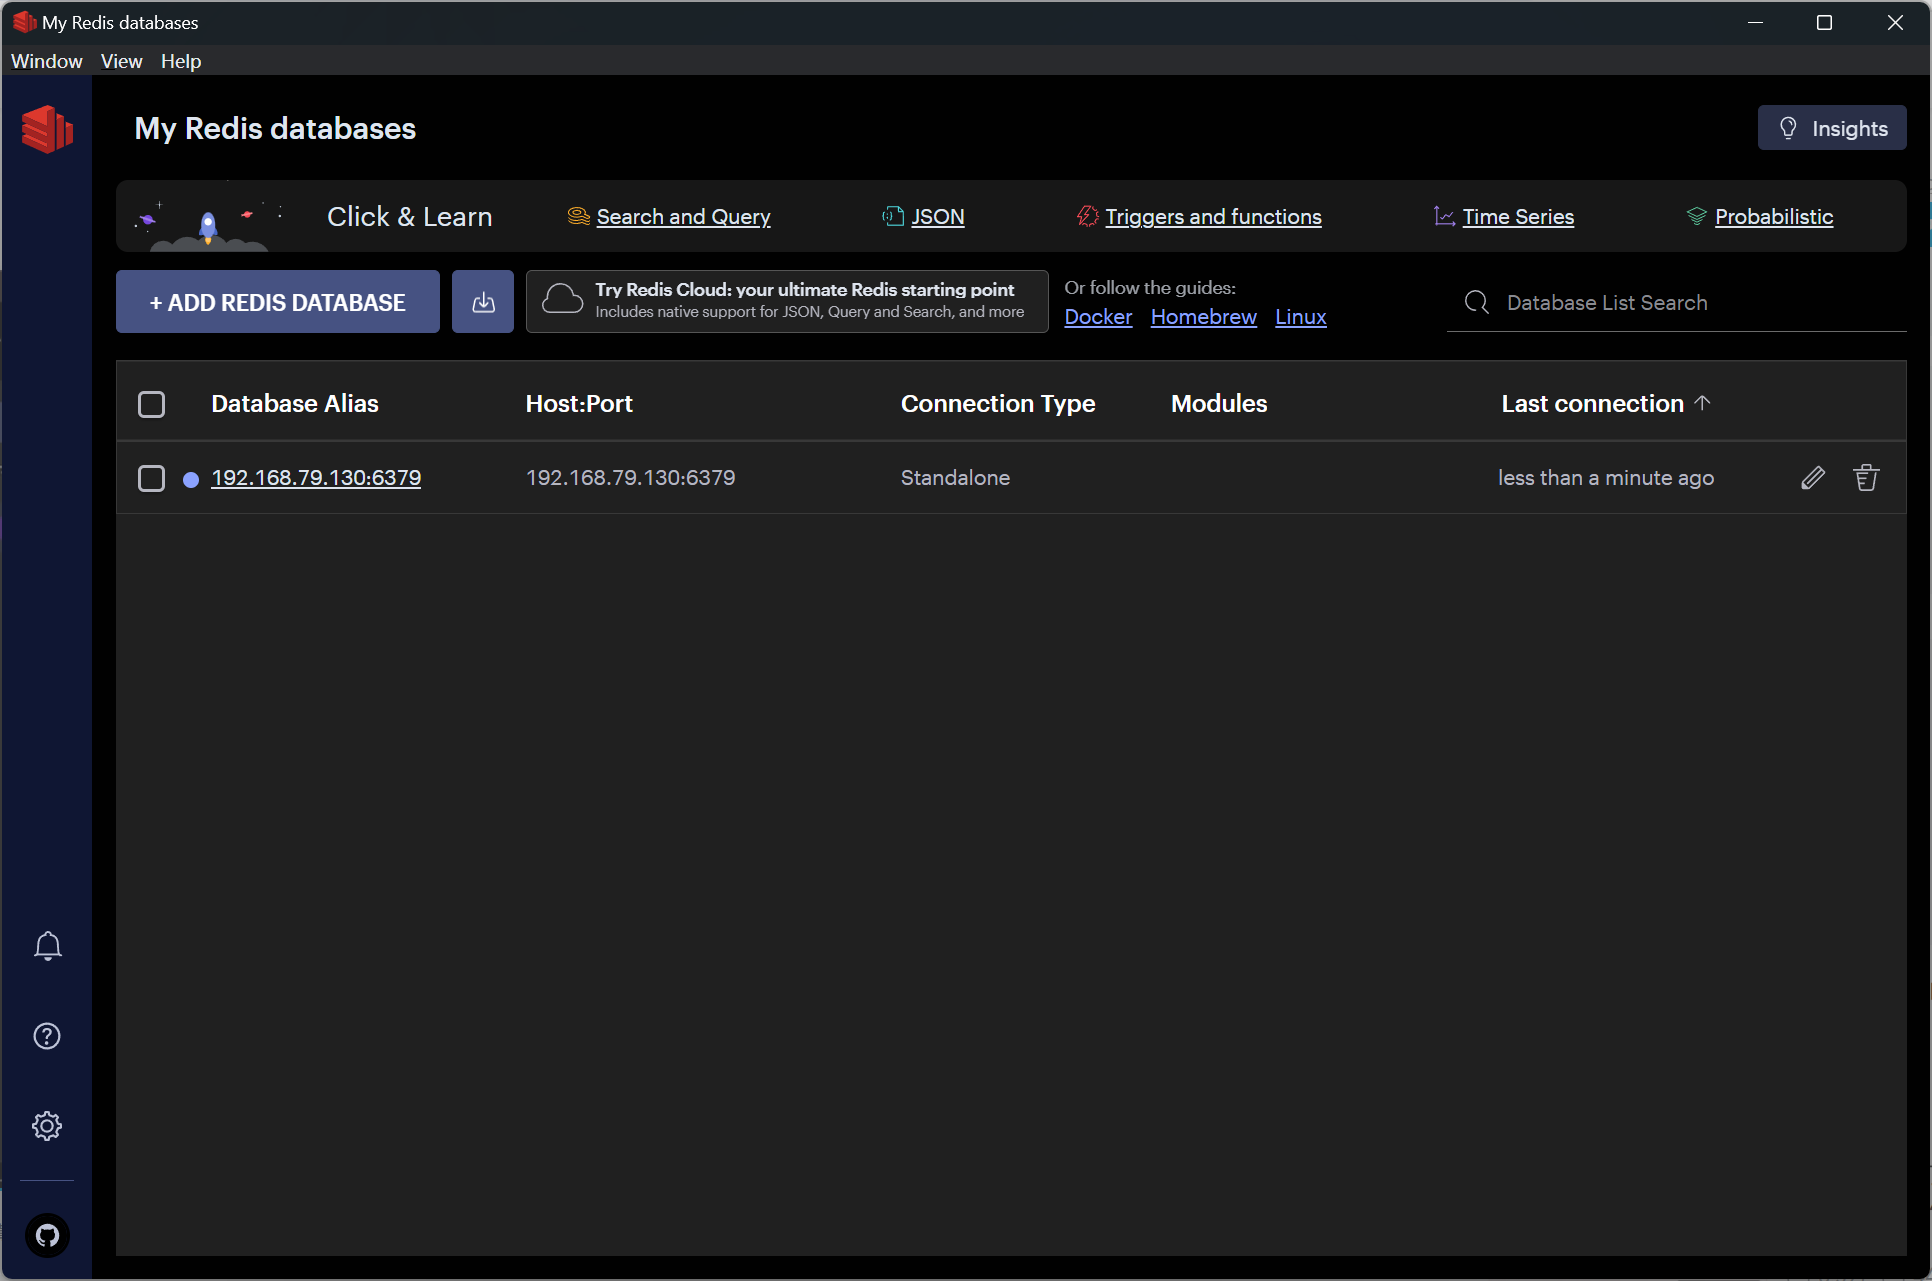 My Redis databases
Window View Help
My Redis databases
Insights
Click & Learn
Search and Query
JSON
Triggers and functions
Time Series
Probabilistic
+ ADD REDIS DATABASE
Try Redis Cloud: your ultimate Redis starting point
Includes native support for JSON, Query and Search, and more
Or follow the guides:
Docker Homebrew Linux
Database List Search
Database Alias Host:Port Connection Type Modules Last connection
192.168.79.130:6379 192.168.79.130:6379 Standalone less than a minute ago